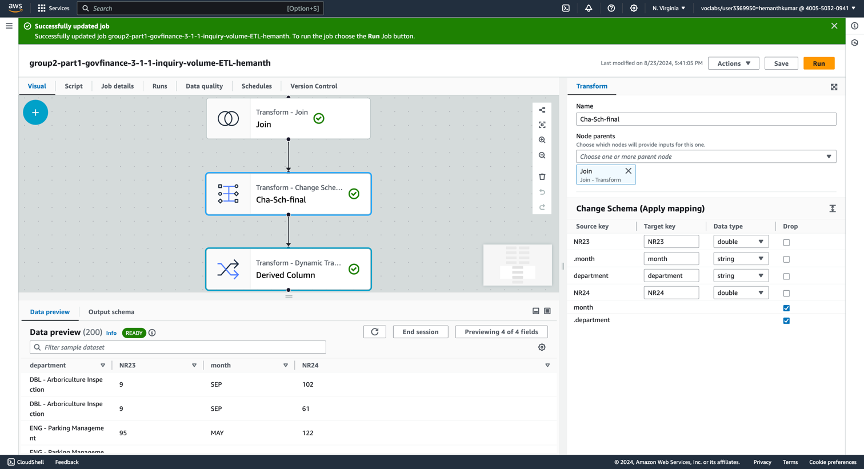 aws
Services
Search
[Option+S]
N. Virginia
voclabs/user3369950=hemanthkumar @ 4005-5032-0941
Successfully updated job
Successfully updated job group2-part1-govfinance-3-1-1-inquiry-volume-ETL-hemanth. To run the job choose the Run Job button.
group2-part1-govfinance-3-1-1-inquiry-volume-ETL-hemanth
Last modified on 8/23/2024, 5:41:05 PM
Actions
Save
Run
Visual
Script
Job details
Runs
Data quality
Schedules
Version Control
Transform - Join
Join
Transform - Change Sche...
Cha-Sch-final
Transform - Dynamic Tra...
Derived Column
Transform
Name
Cha-Sch-final
Node parents
Choose which nodes will provide inputs for this one.
Choose one or more parent node
Join
Join - Transform
Change Schema (Apply mapping)
Source key Target key Data type Drop
NR23 NR23 double
.month month string
department department string
NR24 NR24 double
month
.department
Data preview
Output schema
Data preview (200) Info READY
End session
Previewing 4 of 4 fields
Filter sample dataset
department NR23 month NR24
DBL - Arboriculture Inspe
ction
9 SEP 102
DBL - Arboriculture Inspe
ction
9 SEP 61
ENG - Parking Manageme
nt
95 MAY 122
ENG - Parking Manageme
CloudShell
Feedback
© 2024, Amazon Web Services, Inc. or its affiliates.
Privacy
Terms
Cookie preferences